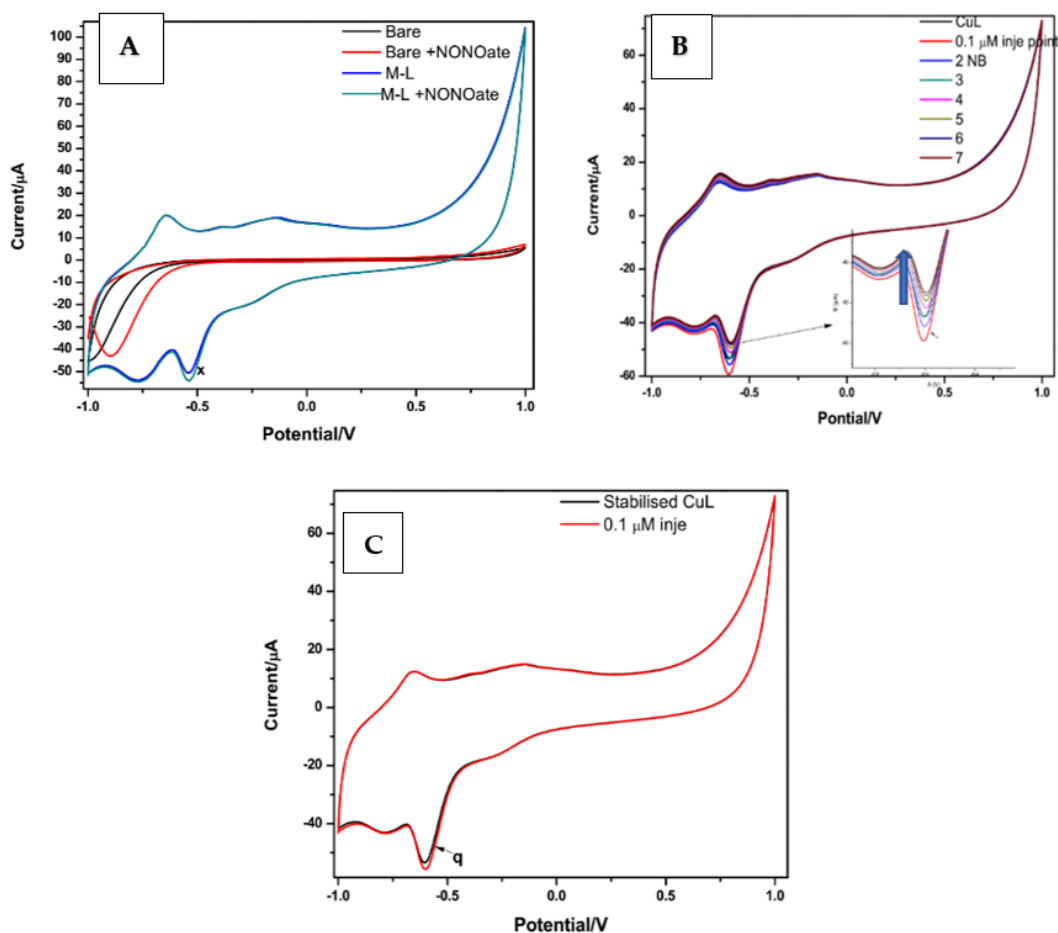 A
Bare
Bare +NONOate
M-L
M-L +NONOate
100
90
80
70
60
50
40
30
20
10
0
-10
-20
-30
-40
-50
Current/µA
x
-1.0 -0.5 0.0 0.5 1.0
Potential/V
B
CuL
0.1 µM inje point
2 NB
3
4
5
6
7
60
40
20
0
-20
-40
-60
Current/µA
-1.0 -0.5 0.0 0.5 1.0
Pontial/V
C
Stabilised CuL
0.1 µM inje
60
40
20
0
-20
-40
Current/µA
q
-1.0 -0.5 0.0 0.5 1.0
Potential/V